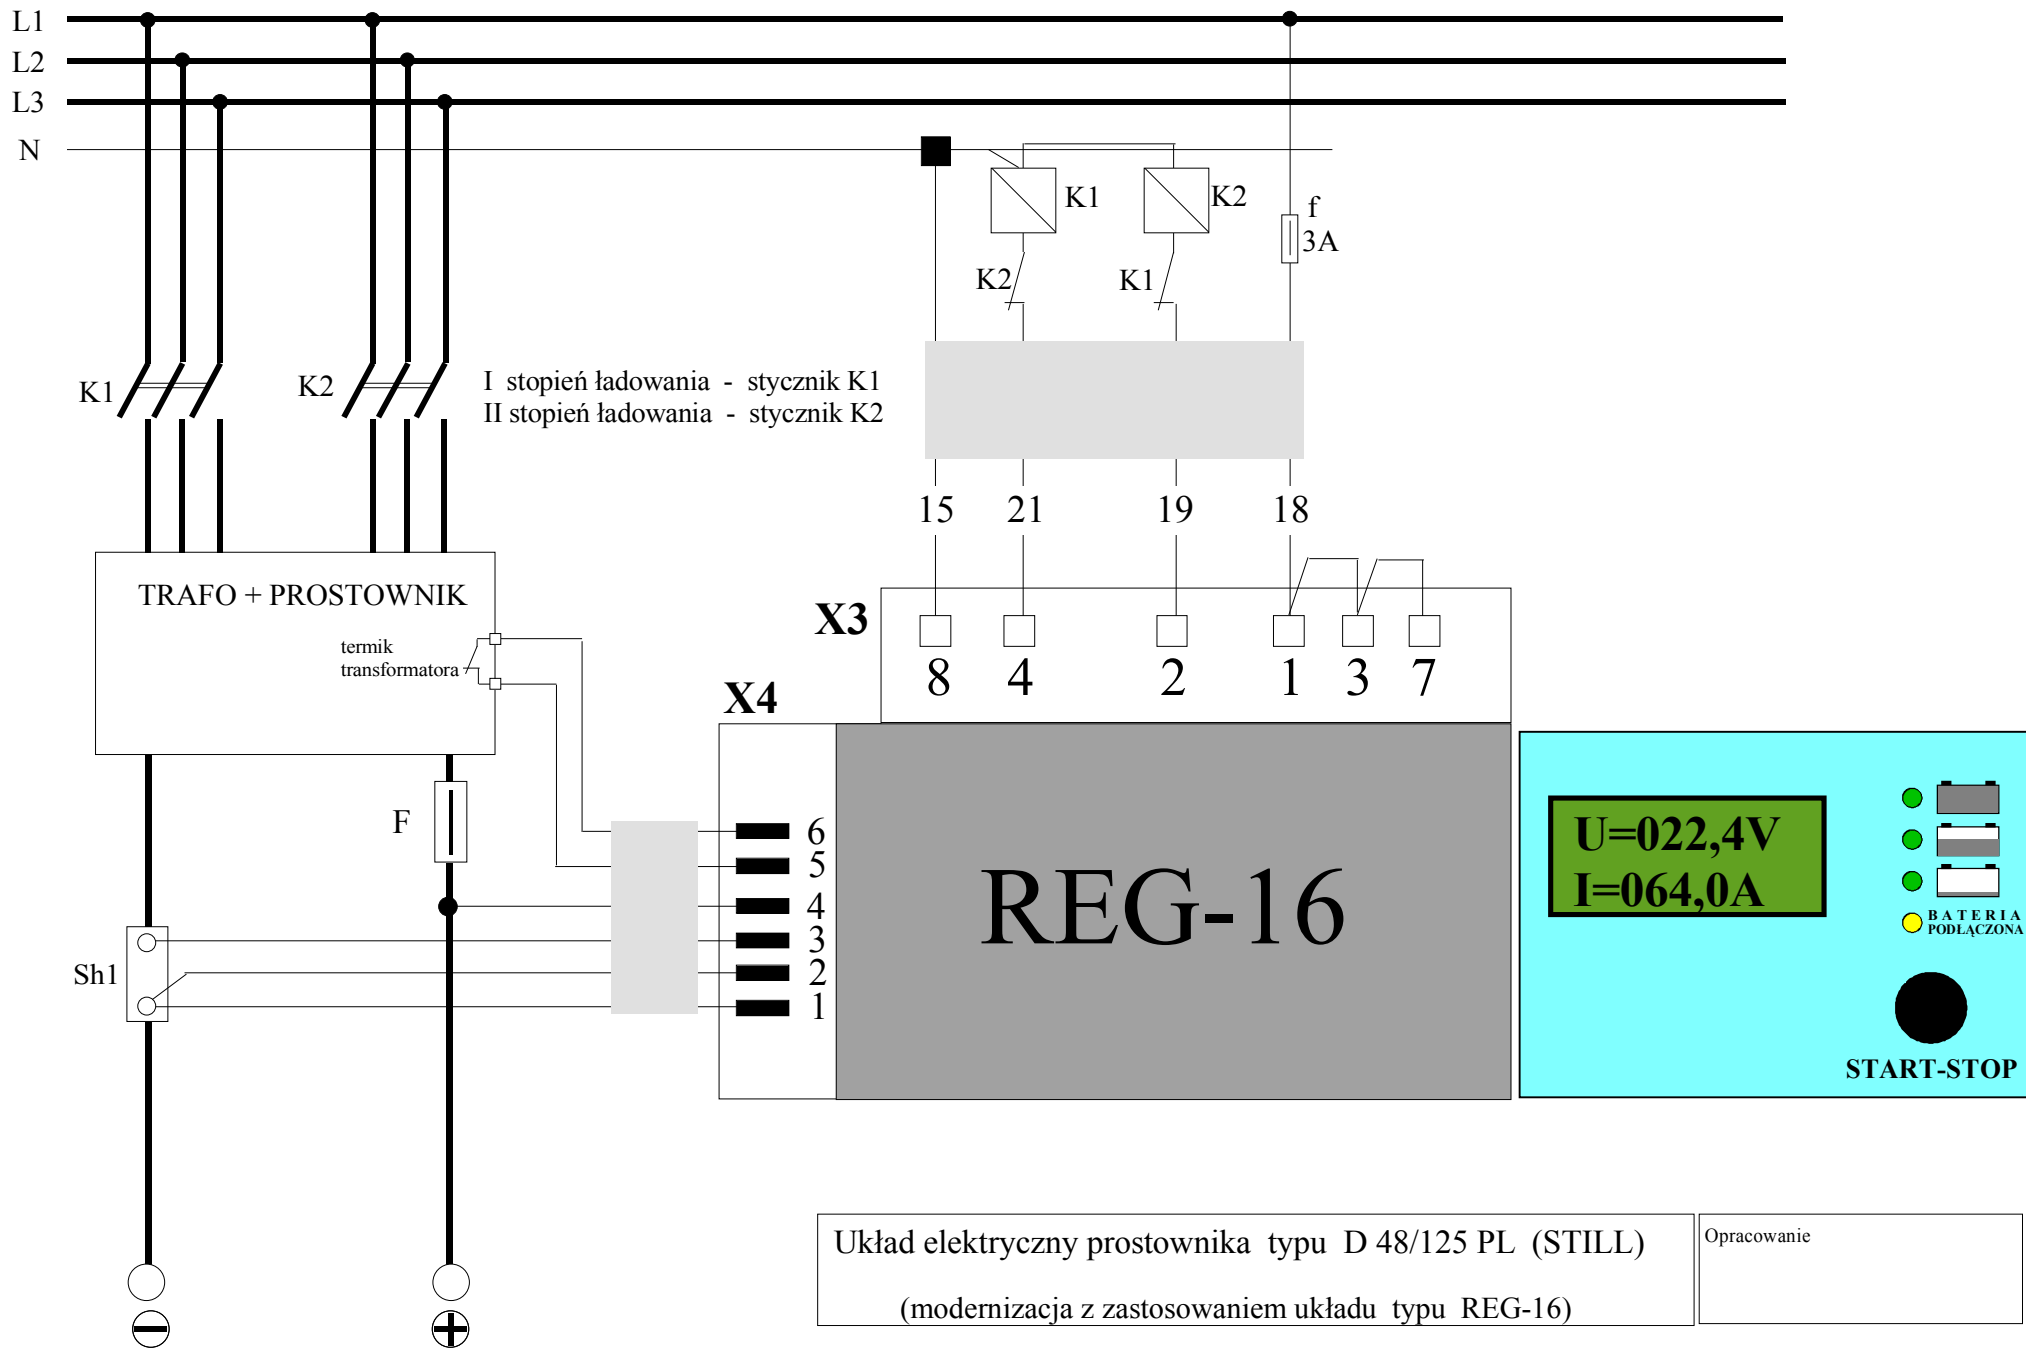 L1
L2
L3
N
K1
K2
f
3A
K2
K1
K1
K2
I stopień ładowania - stycznik K1
II stopień ładowania - stycznik K2
15
21
19
18
TRAFO + PROSTOWNIK
termik
transformatora
X3
8
4
2
1
3
7
X4
F
6
5
4
3
2
1
Sh1
REG-16
U=022,4V
I=064,0A
BATERIA
PODŁĄCZONA
START-STOP
Układ elektryczny prostownika typu D 48/125 PL (STILL)
(modernizacja z zastosowaniem układu typu REG-16)
Opracowanie